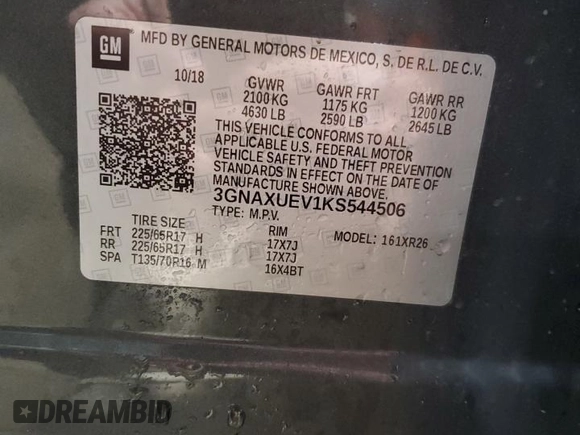 GM
MFD BY GENERAL MOTORS DE MEXICO, S. DE R.L. DE C.V.
10/18 GVWR GAWR FRT GAWR RR
2100 KG 1175 KG 1200 KG
4630 LB 2590 LB 2645 LB
THIS VEHICLE CONFORMS TO ALL
APPLICABLE U.S. FEDERAL MOTOR
VEHICLE SAFETY AND THEFT PREVENTION
STANDARDS IN EFFECT ON THE DATE OF
MANUFACTURE SHOWN ABOVE.
3GNAXUEV1KS544506
TYPE: M.P.V.
TIRE SIZE RIM MODEL: 161XR26
FRT 225/65R17 H 17X7J
RR 225/65R17 H 17X7J
SPA T135/70R16 M 16X4BT
DREAMBID